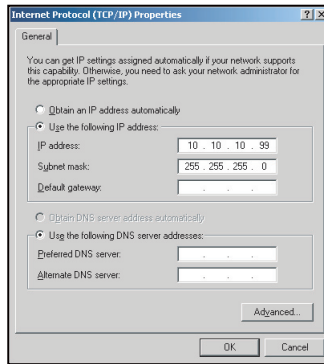 Internet Protocol (TCP/IP) Properties
General
You can get IP settings assigned automatically if your network supports
this capability. Otherwise, you need to ask your network administrator for
the appropriate IP settings.
Obtain an IP address automatically
Use the following IP address:
IP address: 10 . 10 . 10 . 99
Subnet mask: 255 . 255 . 255 . 0
Default gateway: . . .
Obtain DNS server address automatically
Use the following DNS server addresses:
Preferred DNS server: . . .
Alternate DNS server: . . .
Advanced...
OK Cancel